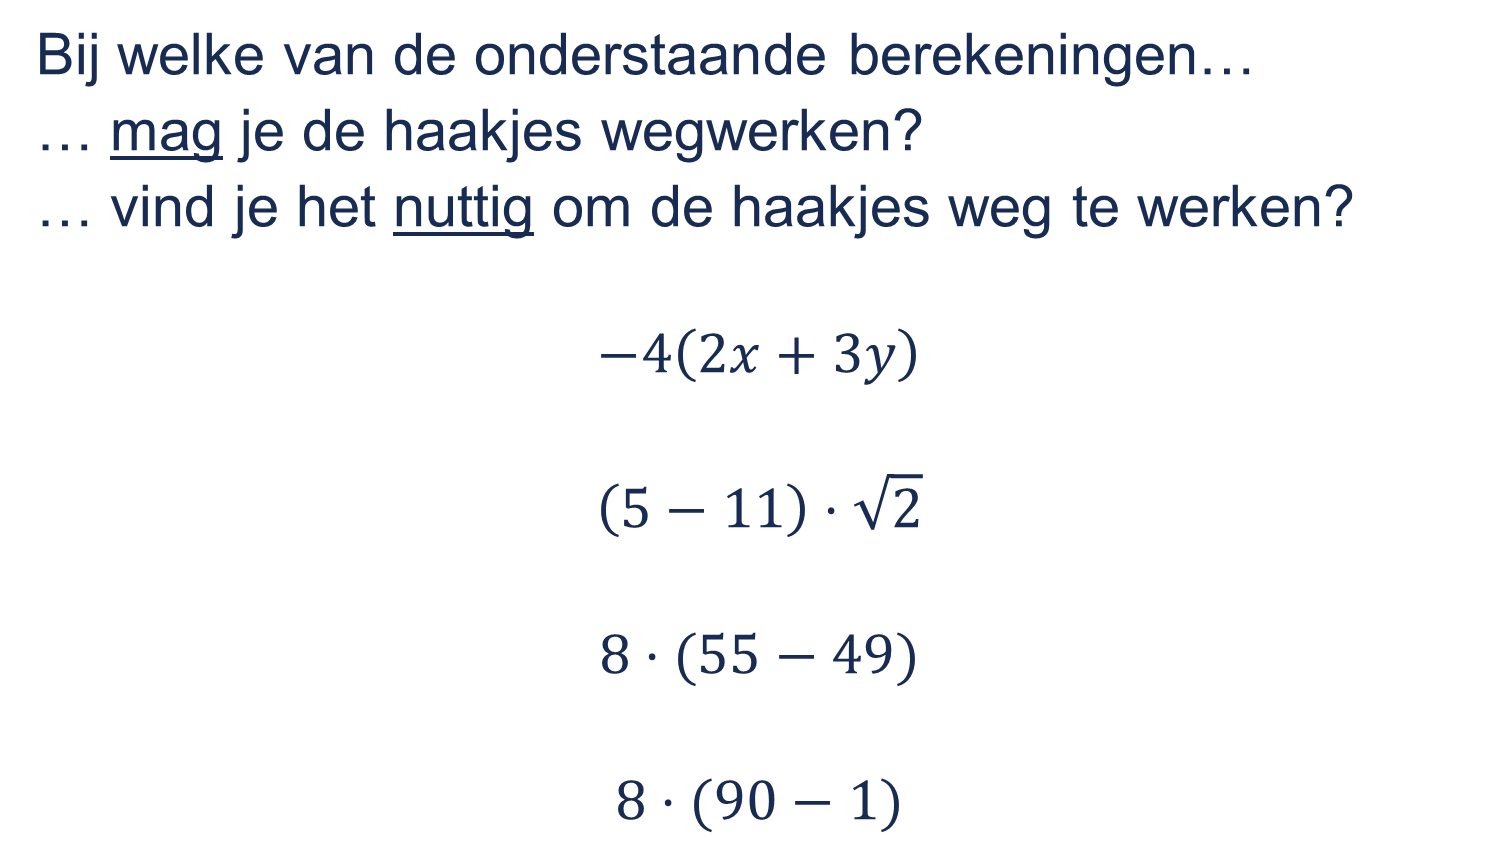 Bij welke van de onderstaande berekeningen…
… mag je de haakjes wegwerken?
… vind je het nuttig om de haakjes weg te werken?
−4(2x + 3y)
(5 − 11) · √2
8 · (55 − 49)
8 · (90 − 1)